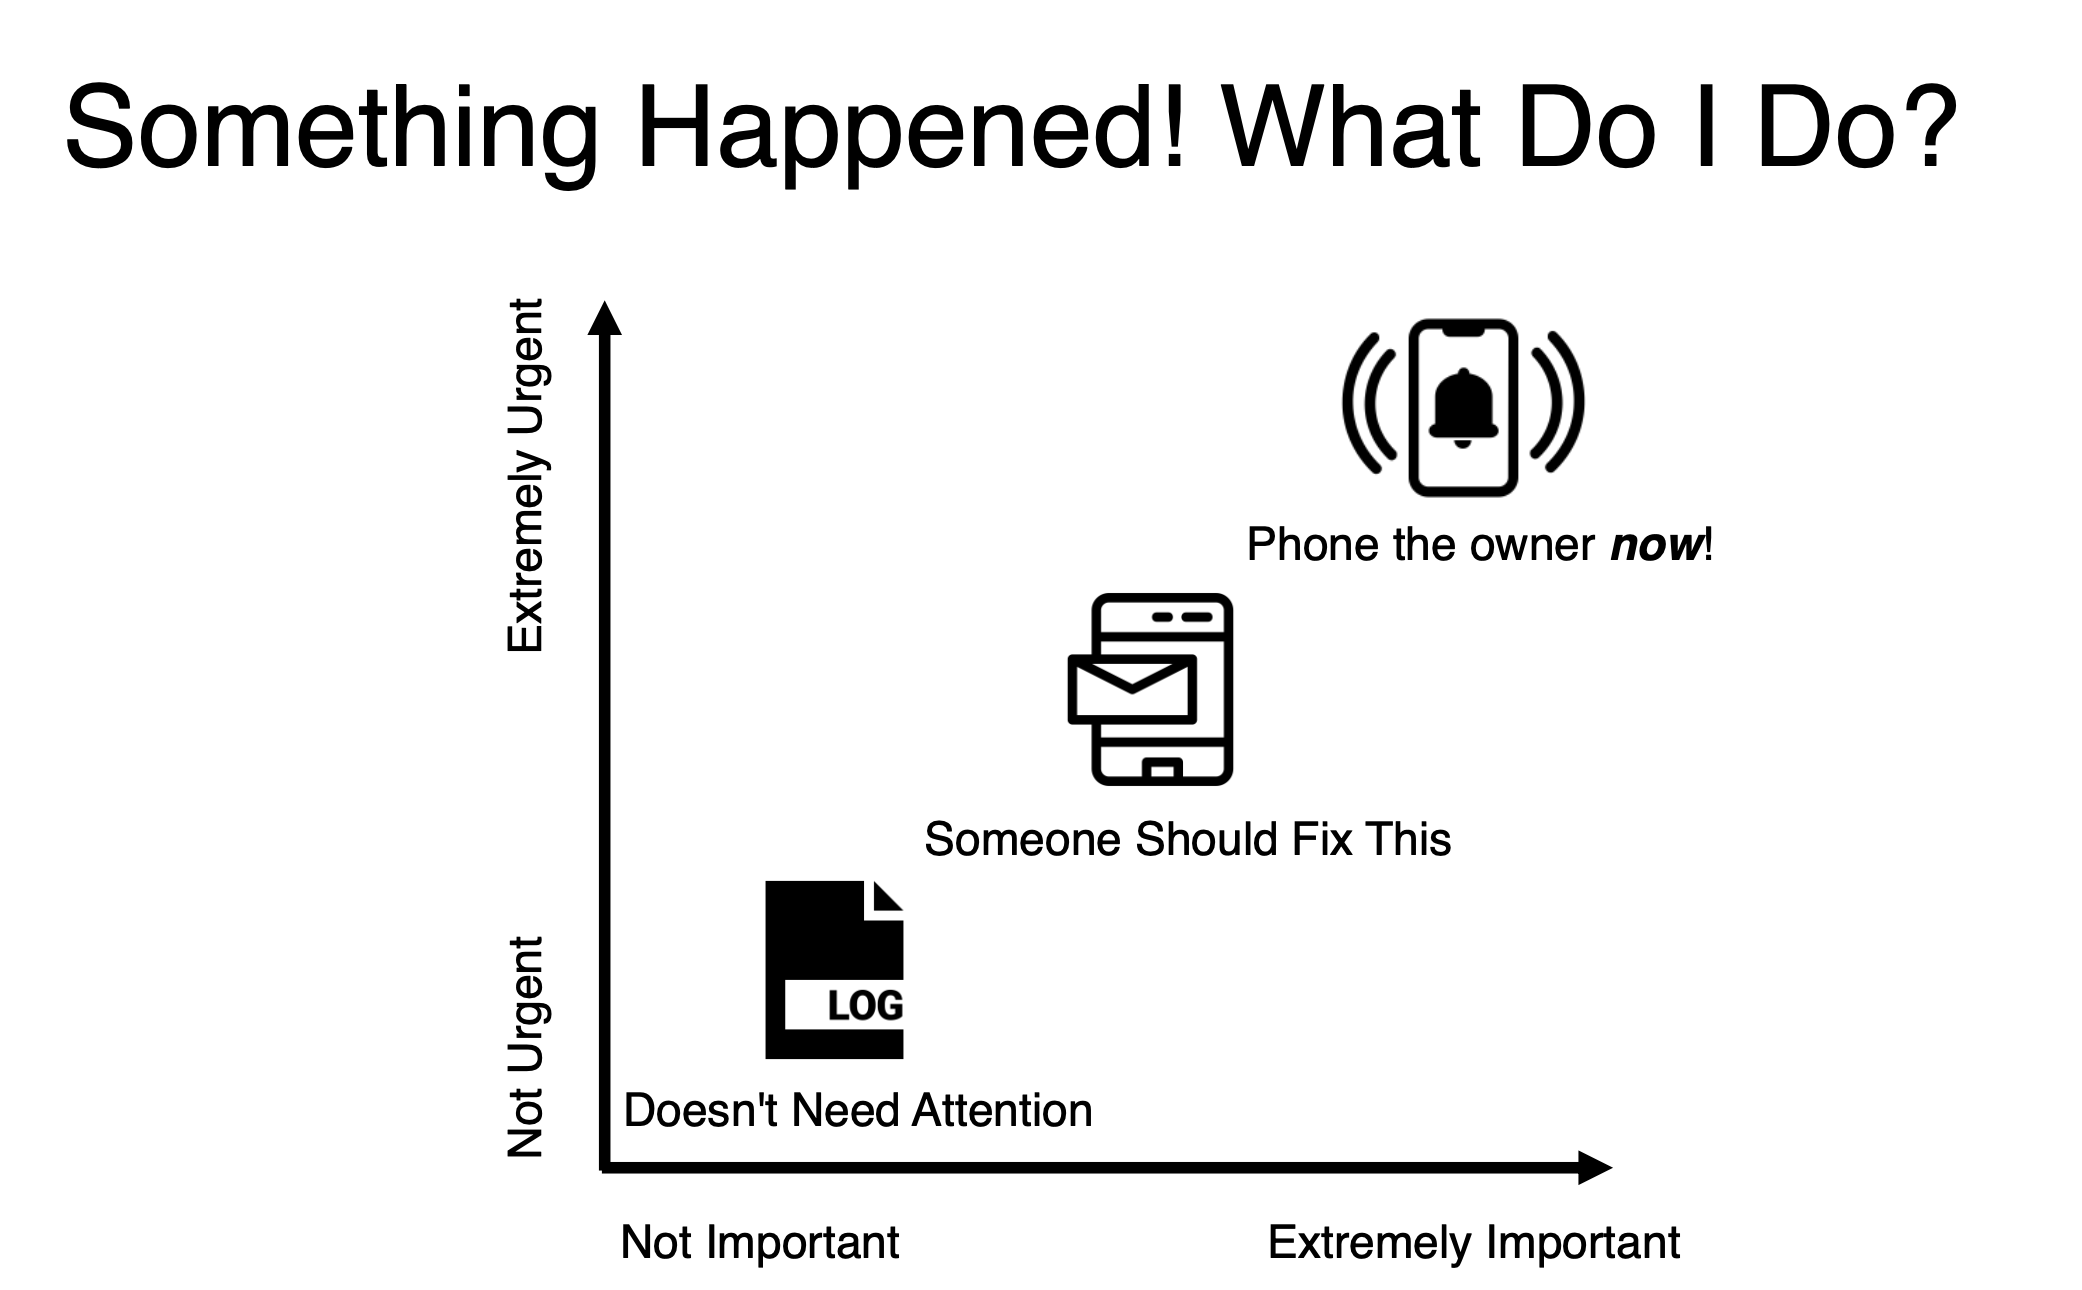 Something Happened! What Do I Do?
Extremely Urgent
Phone the owner now!
Someone Should Fix This
Not Urgent
LOG
Doesn't Need Attention
Not Important
Extremely Important